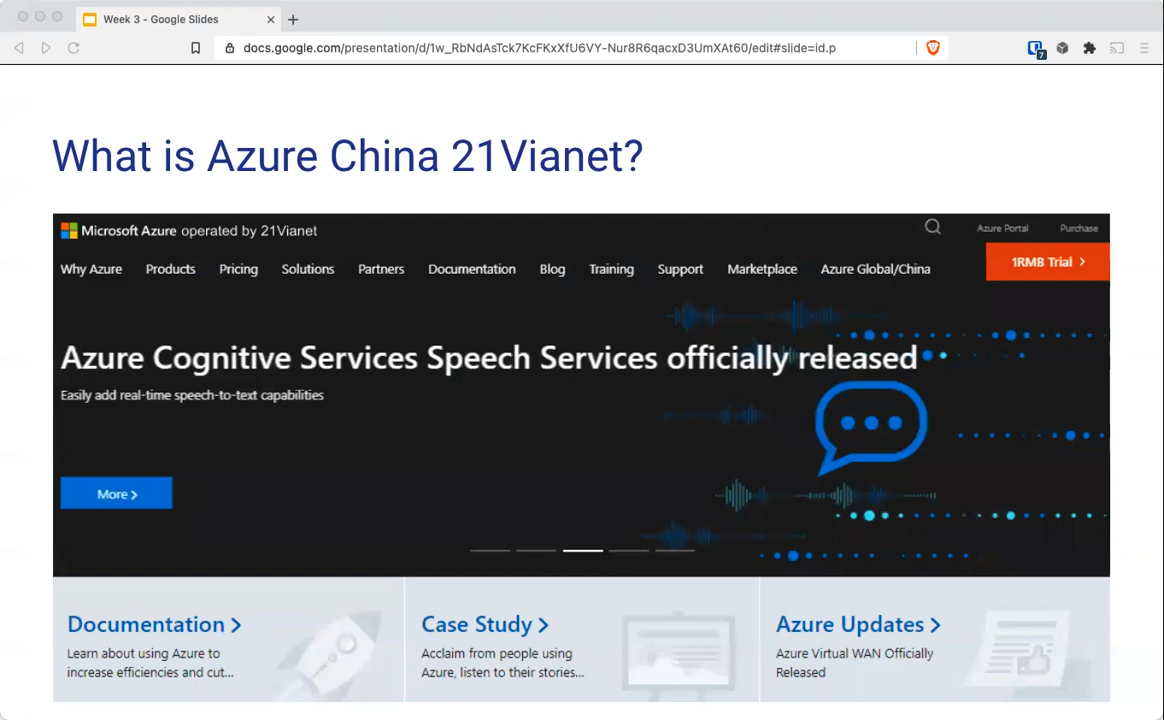 Week 3 - Google Slides
docs.google.com/presentation/d/1w_RbNdAsTck7KcFKxXfU6VY-Nur8R6qacxD3UmXAt60/edit#slide=id.p
7
What is Azure China 21Vianet?
Microsoft Azure operated by 21Vianet
Azure Portal Purchase
Why Azure Products Pricing Solutions Partners Documentation Blog Training Support Marketplace Azure Global/China
1RMB Trial >
Azure Cognitive Services Speech Services officially released
Easily add real-time speech-to-text capabilities
More >
Documentation >
Learn about using Azure to
increase efficiencies and cut...
Case Study >
Acclaim from people using
Azure, listen to their stories...
Azure Updates >
Azure Virtual WAN Officially
Released